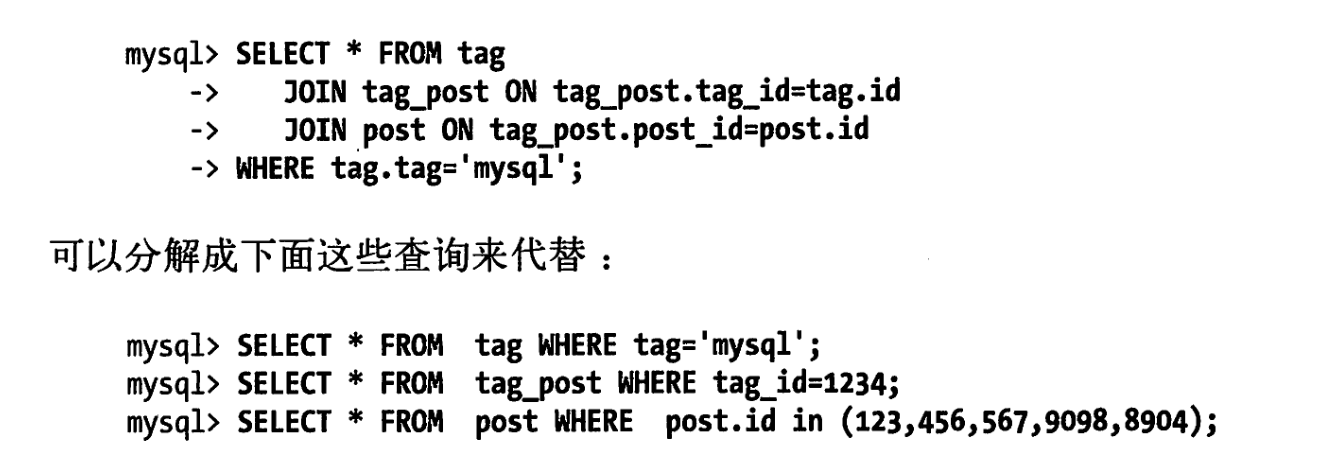 mysql> SELECT * FROM tag
-> JOIN tag_post ON tag_post.tag_id=tag.id
-> JOIN post ON tag_post.post_id=post.id
-> WHERE tag.tag='mysql';
可以分解成下面这些查询来代替：
mysql> SELECT * FROM tag WHERE tag='mysql';
mysql> SELECT * FROM tag_post WHERE tag_id=1234;
mysql> SELECT * FROM post WHERE post.id in (123,456,567,9098,8904);